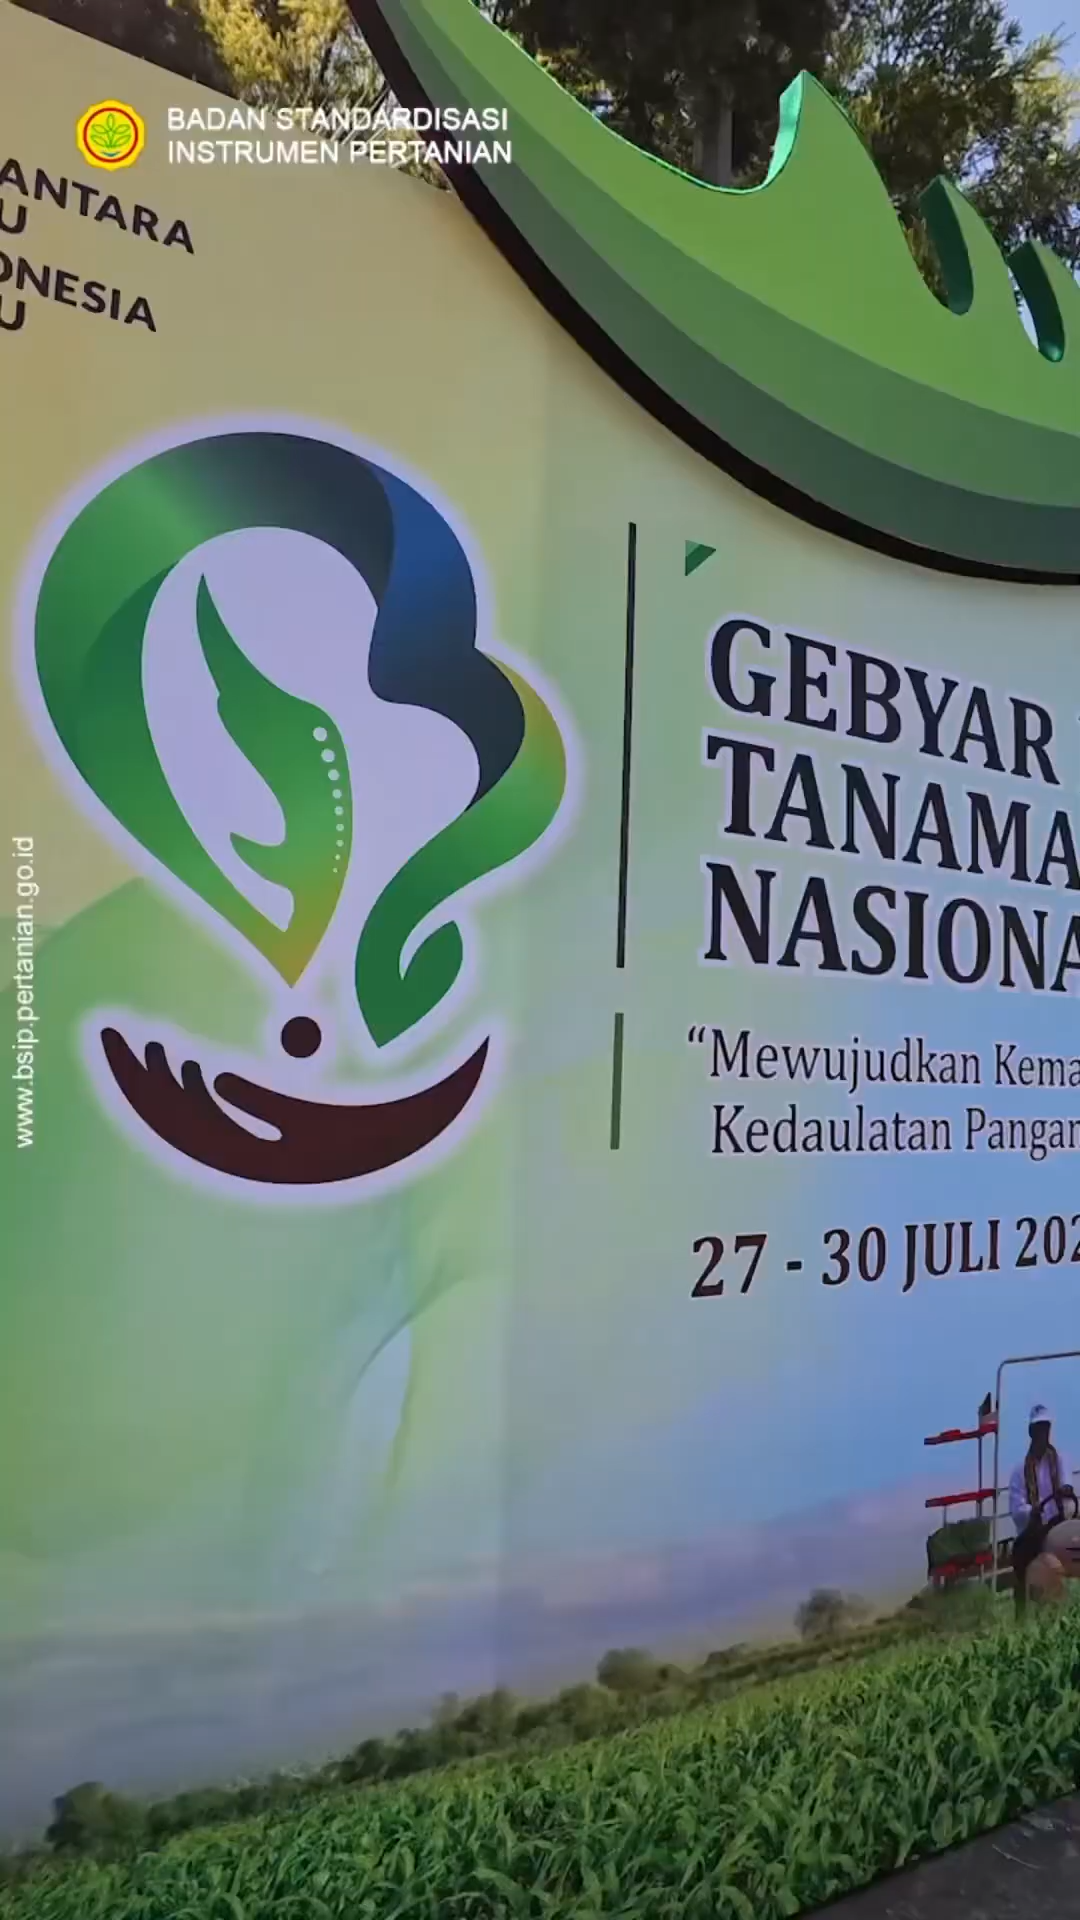 BADAN STANDARDISASI
INSTRUMEN PERTANIAN
ANTARA
U
ONESIA
U
www.bsip.pertanian.go.id
GEBYAR
TANAMA
NASIONA
“Mewujudkan Kema
Kedaulatan Pangan
27 - 30 JULI 202